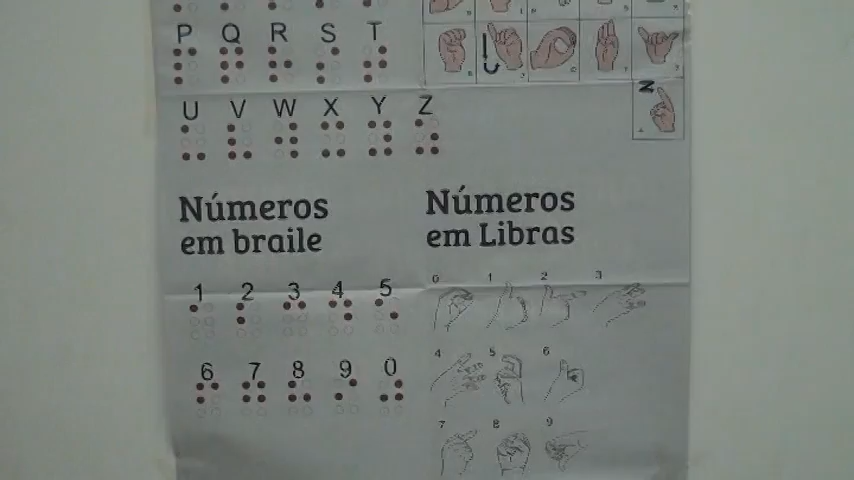 P Q R S T
U V W X Y Z
Z
Números
em braile
Números
em Libras
1 2 3 4 5
6 7 8 9 0
0 1 2 3
4 5 6
7 8 9